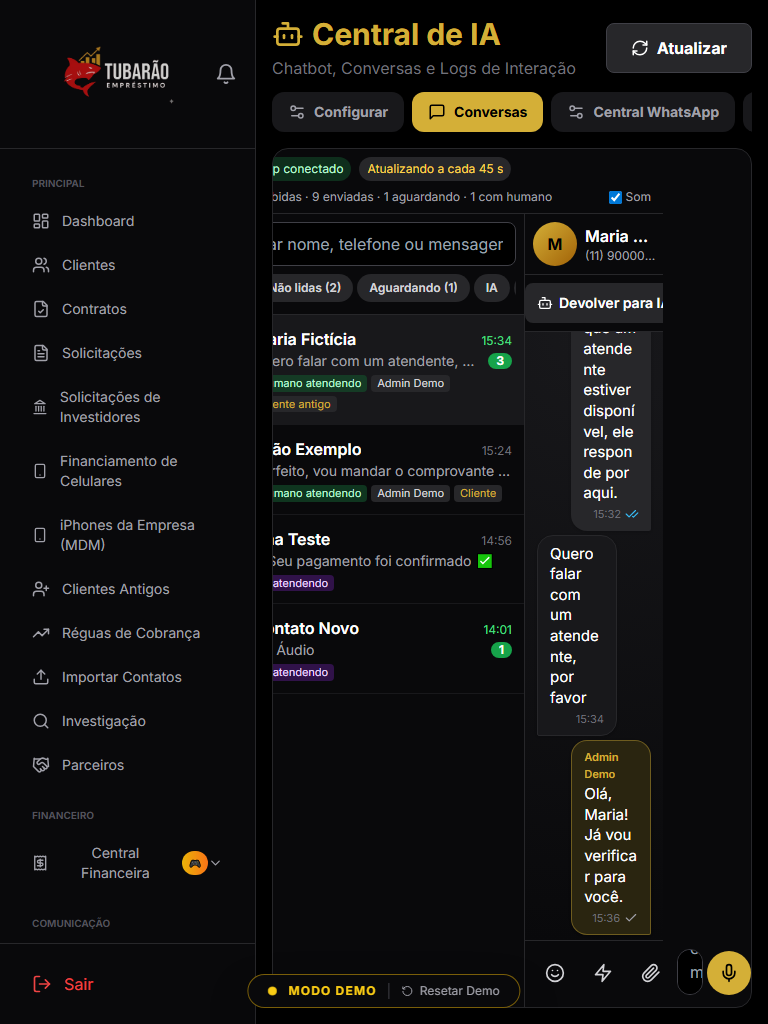 TUBARÃO
EMPRÉSTIMO
PRINCIPAL
Dashboard
Clientes
Contratos
Solicitações
Solicitações de
Investidores
Financiamento de
Celulares
iPhones da Empresa
(MDM)
Clientes Antigos
Réguas de Cobrança
Importar Contatos
Investigação
Parceiros
FINANCEIRO
Central
Financeira
COMUNICAÇÃO
Sair
Central de IA
Chatbot, Conversas e Logs de Interação
Atualizar
Configurar
Conversas
Central WhatsApp
p conectado
Atualizando a cada 45 s
bidas · 9 enviadas · 1 aguardando · 1 com humano
Som
ar nome, telefone ou mensager
Não lidas (2)
Aguardando (1)
IA
aria Fictícia
15:34
ero falar com um atendente, ...
3
mano atendendo
Admin Demo
ente antigo
ão Exemplo
15:24
rfeito, vou mandar o comprovante ...
mano atendendo
Admin Demo
Cliente
a Teste
14:56
Seu pagamento foi confirmado ✅
atendendo
ontato Novo
14:01
Áudio
1
atendendo
M
Maria ...
(11) 90000...
Devolver para IA
que um
atende
nte
estiver
disponí
vel, ele
respon
de por
aqui.
15:32
Quero
falar
com
um
atende
nte,
por
favor
15:34
Admin
Demo
Olá,
Maria!
Já vou
verifica
r para
você.
15:36
MODO DEMO
Resetar Demo